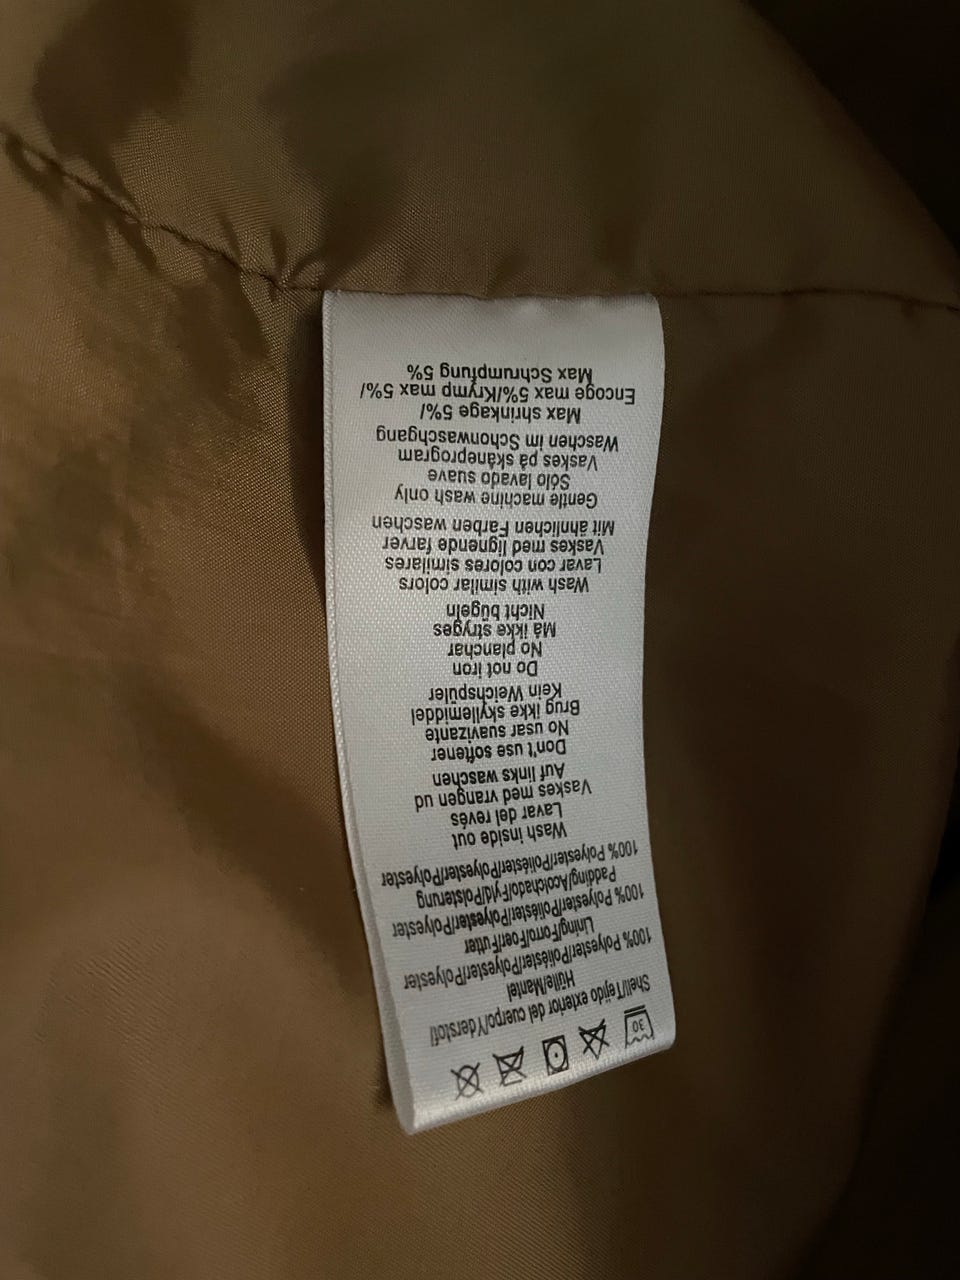 30
Shell/Tejido exterior del cuerpo/Yderstof/
Hülle/Mantel
100% Polyester/Poliéster/Polyester/Polyester
Lining/Forro/Foer/Futter
100% Polyester/Poliéster/Polyester/Polyester
Padding/Acolchado/Fyld/Polsterung
100% Polyester/Poliéster/Polyester/Polyester
Wash inside out
Lavar del revés
Vaskes med vrangen ud
Auf links waschen
Don't use softener
No usar suavizante
Brug ikke skyllemiddel
Kein Weichspüler
Do not iron
No planchar
Må ikke stryges
Nicht bügeln
Wash with similar colors
Lavar con colores similares
Vaskes med lignende farver
Mit ähnlichen Farben waschen
Gentle machine wash only
Sólo lavado suave
Vaskes på skåneprogram
Waschen im Schonwaschgang
Max shrinkage 5%/
Encoge max 5%/Krymp max 5%/
Max Schrumpfung 5%